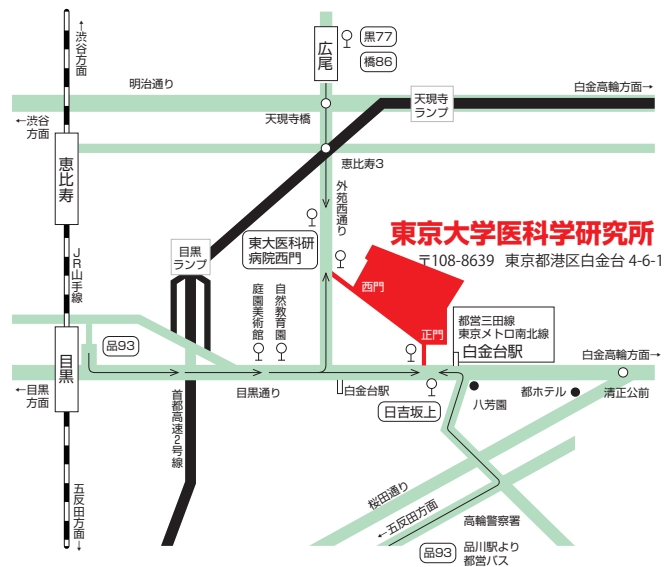 ←渋谷方面
広尾
黒77
橋86
明治通り
白金高輪方面→
天現寺
ランプ
←渋谷
方面
天現寺橋
恵比寿
恵比寿3
外苑西通り
東京大学医科学研究所
〒108-8639 東京都港区白金台 4-6-1
東大医科研
病院西門
目黒
ランプ
JR山手線
西門
庭園美術館
自然教育園
正門
都営三田線
東京メトロ南北線
白金台駅
品93
目黒
白金高輪方面→
←目黒
方面
目黒通り
白金台駅
日吉坂上
八芳園
都ホテル
清正公前
首都高速2号線
五反田方面→
桜田通り
←五反田方面
高輪警察署
品93
品川駅より
都営バス